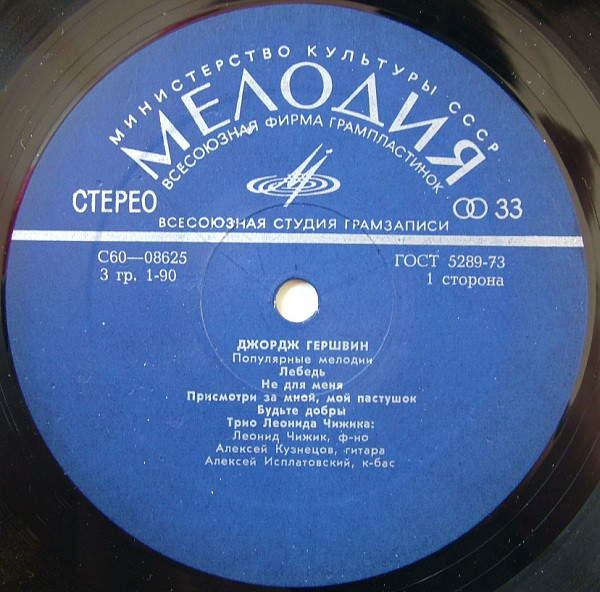 МИНИСТЕРСТВО КУЛЬТУРЫ СССР
МЕЛОДИЯ
ВСЕСОЮЗНАЯ ФИРМА ГРАМПЛАСТИНОК
СТЕРЕО
33
ВСЕСОЮЗНАЯ СТУДИЯ ГРАМЗАПИСИ
С60—08625
ГОСТ 5289-73
3 гр. 1-90
1 сторона
ДЖОРДЖ ГЕРШВИН
Популярные мелодии
Лебедь
Не для меня
Присмотри за мной, мой пастушок
Будьте добры
Трио Леонида Чижика:
Леонид Чижик, ф-но
Алексей Кузнецов, гитара
Алексей Исплатовский, к-бас